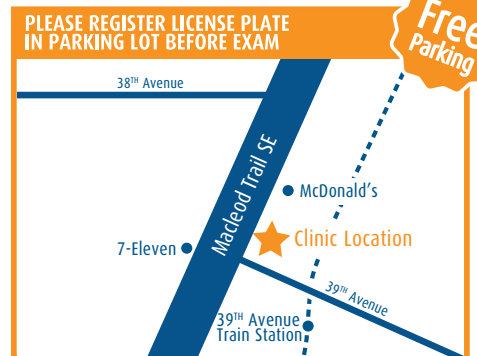 PLEASE REGISTER LICENSE PLATE
IN PARKING LOT BEFORE EXAM
Free
Parking
38TH Avenue
Macleod Trail SE
McDonald's
Clinic Location
7-Eleven
39TH Avenue
39TH Avenue
Train Station